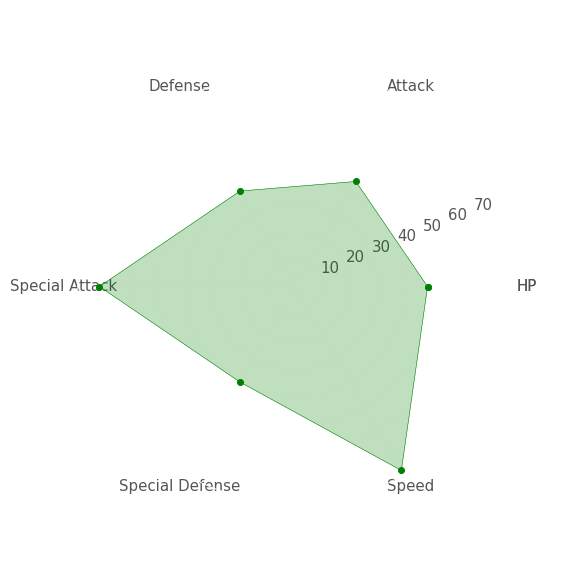 Defense
Attack
70
60
50
40
30
20
10
Special Attack
HP
Special Defense
Speed